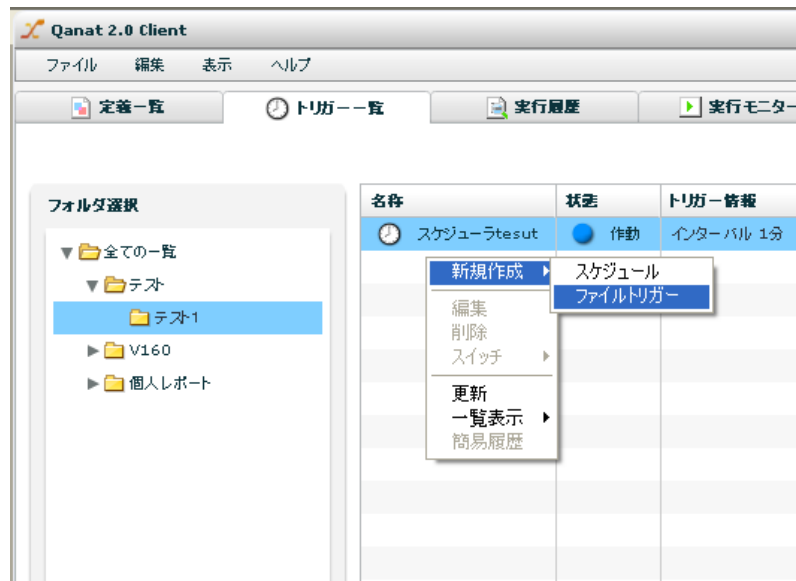 Qanat 2.0 Client
ファイル 編集 表示 ヘルプ
定義一覧 トリガー一覧 実行履歴 実行モニター
フォルダ選択
全ての一覧
テスト
テスト1
V160
個人レポート
名称 状態 トリガー情報
スケジューラtesut 作動 インターバル 1分
新規作成
編集
削除
スイッチ
更新
一覧表示
簡易履歴
スケジュール
ファイルトリガー